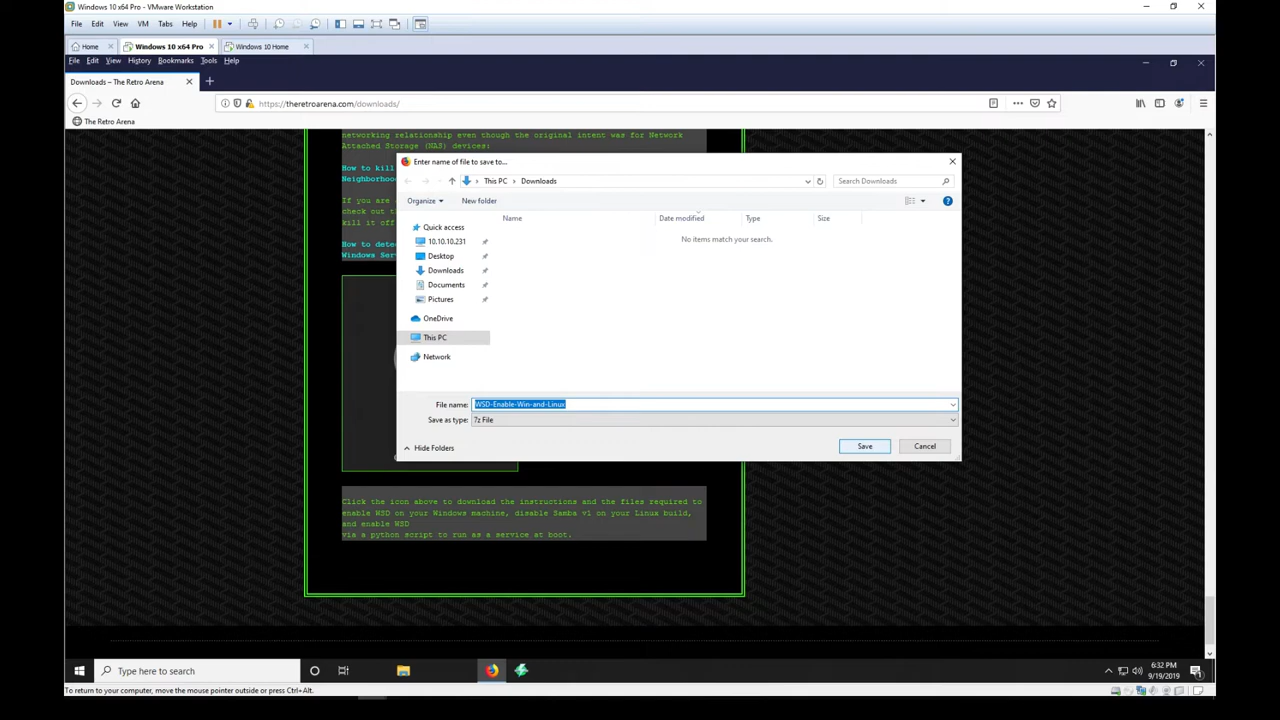 Windows 10 x64 Pro - VMware Workstation
File Edit View VM Tabs Help
Home Windows 10 x64 Pro Windows 10 Home
File Edit View History Bookmarks Tools Help
Downloads – The Retro Arena
https://theretroarena.com/downloads/
The Retro Arena
networking relationship even though the original intent was for Network
Attached Storage (NAS) devices:
How to kill
Neighborhoo
If you are
check out th
kill it off
How to dete
Windows Ser
Enter name of file to save to...
This PC Downloads
Search Downloads
Organize New folder
Name Date modified Type Size
No items match your search.
Quick access
10.10.10.231
Desktop
Downloads
Documents
Pictures
OneDrive
This PC
Network
File name: WSD-Enable-Win-and-Linux
Save as type: 7z File
Hide Folders
Save Cancel
Click the icon above to download the instructions and the files required to
enable WSD on your Windows machine, disable Samba v1 on your Linux build,
and enable WSD
via a python script to run as a service at boot.
Type here to search
6:32 PM
9/19/2019
To return to your computer, move the mouse pointer outside or press Ctrl+Alt.